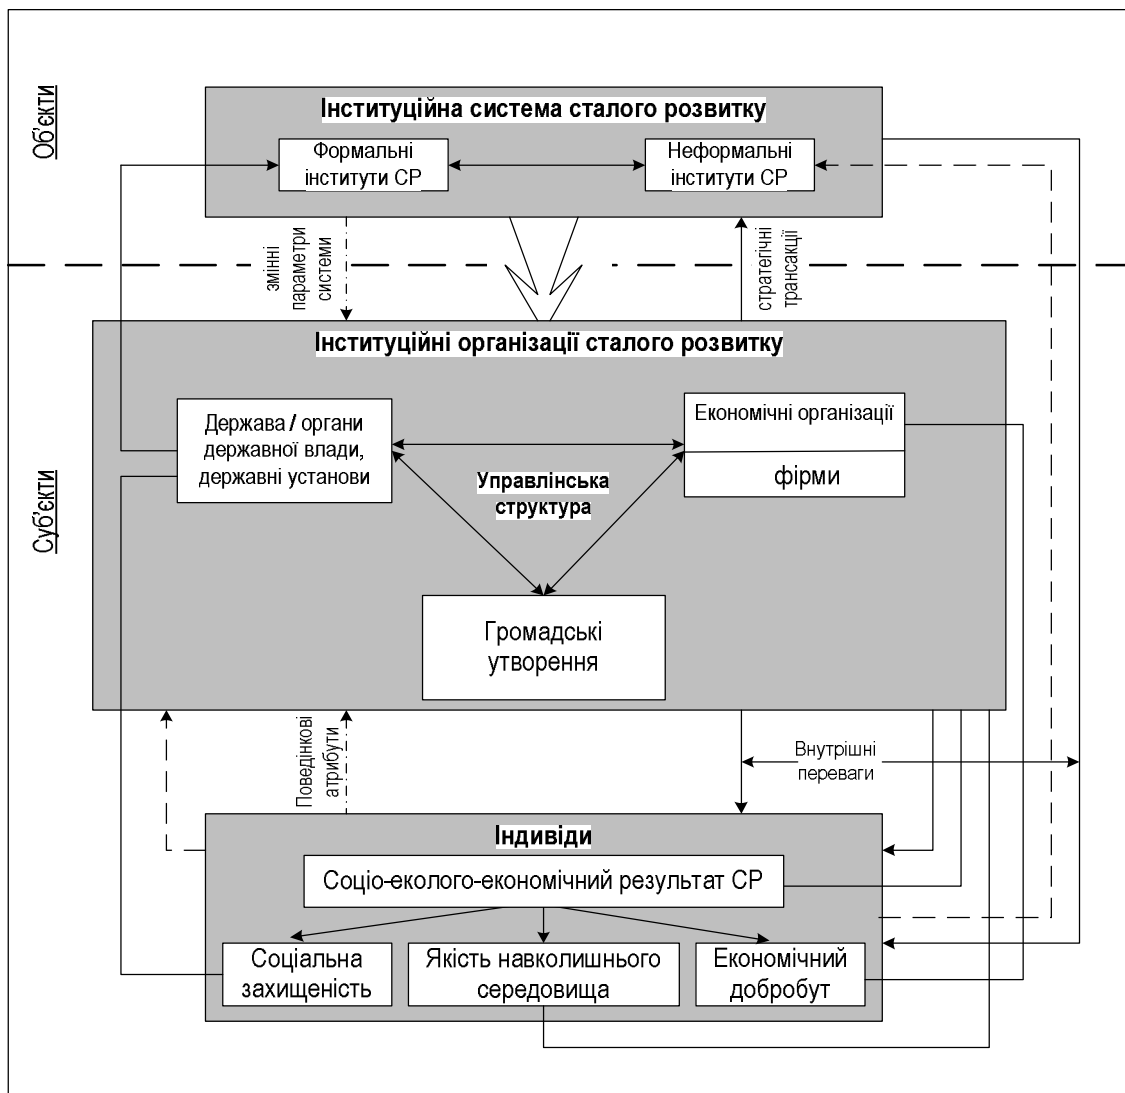 Об’єкти
Інституційна система сталого розвитку
Формальні
інститути СР
Неформальні
інститути СР
змінні
параметри
системи
стратегічні
трансакції
Інституційні організації сталого розвитку
Суб’єкти
Держава / органи
державної влади,
державні установи
Економічні організації
фірми
Управлінська
структура
Громадські
утворення
Поведінкові
атрибути
Внутрішні
переваги
Індивіди
Соціо-еколого-економічний результат СР
Соціальна
захищеність
Якість навколишнього
середовища
Економічний
добробут